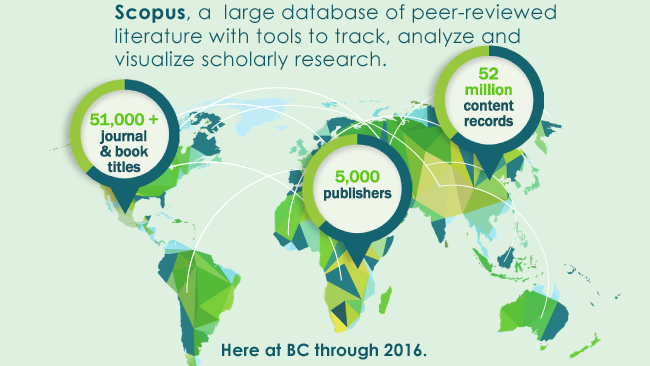 Scopus, a large database of peer-reviewed
literature with tools to track, analyze and
visualize scholarly research.
52
million
content
records
51,000 +
journal
& book
titles
5,000
publishers
Here at BC through 2016.